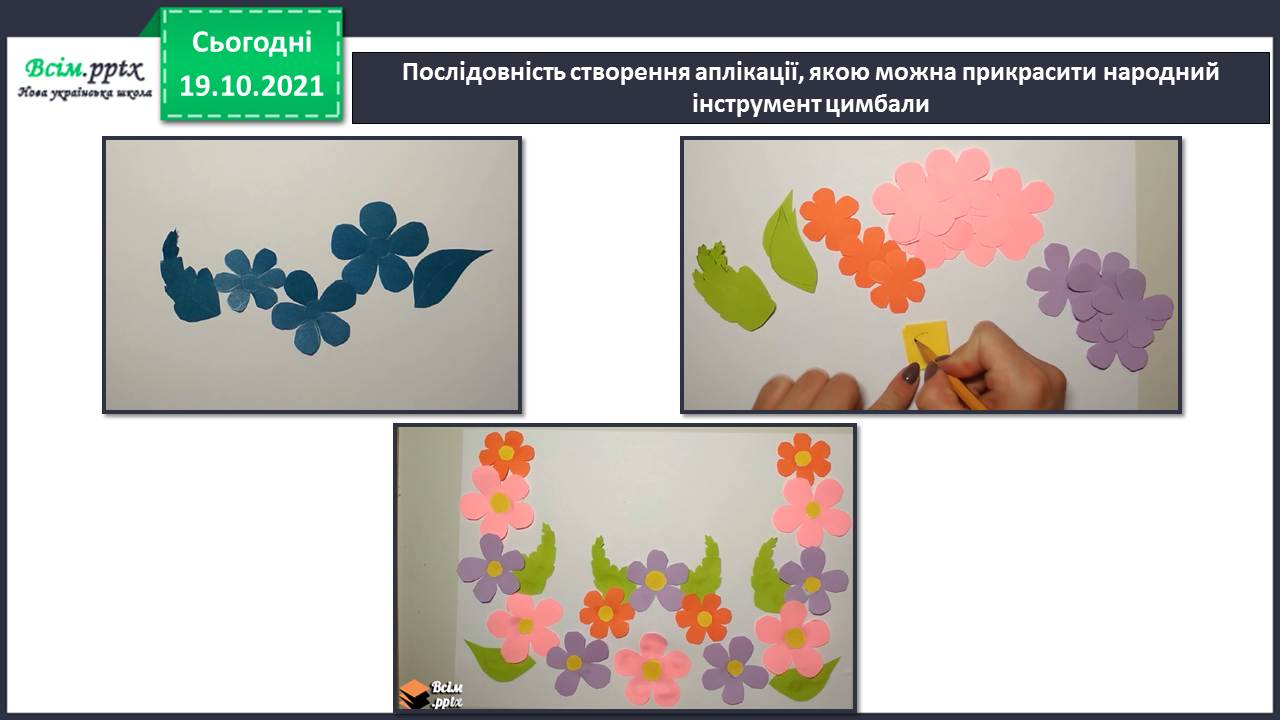 Всім.pptx
Нова українська школа
Сьогодні
19.10.2021
Послідовність створення аплікації, якою можна прикрасити народний
інструмент цимбали
Всім
.pptx